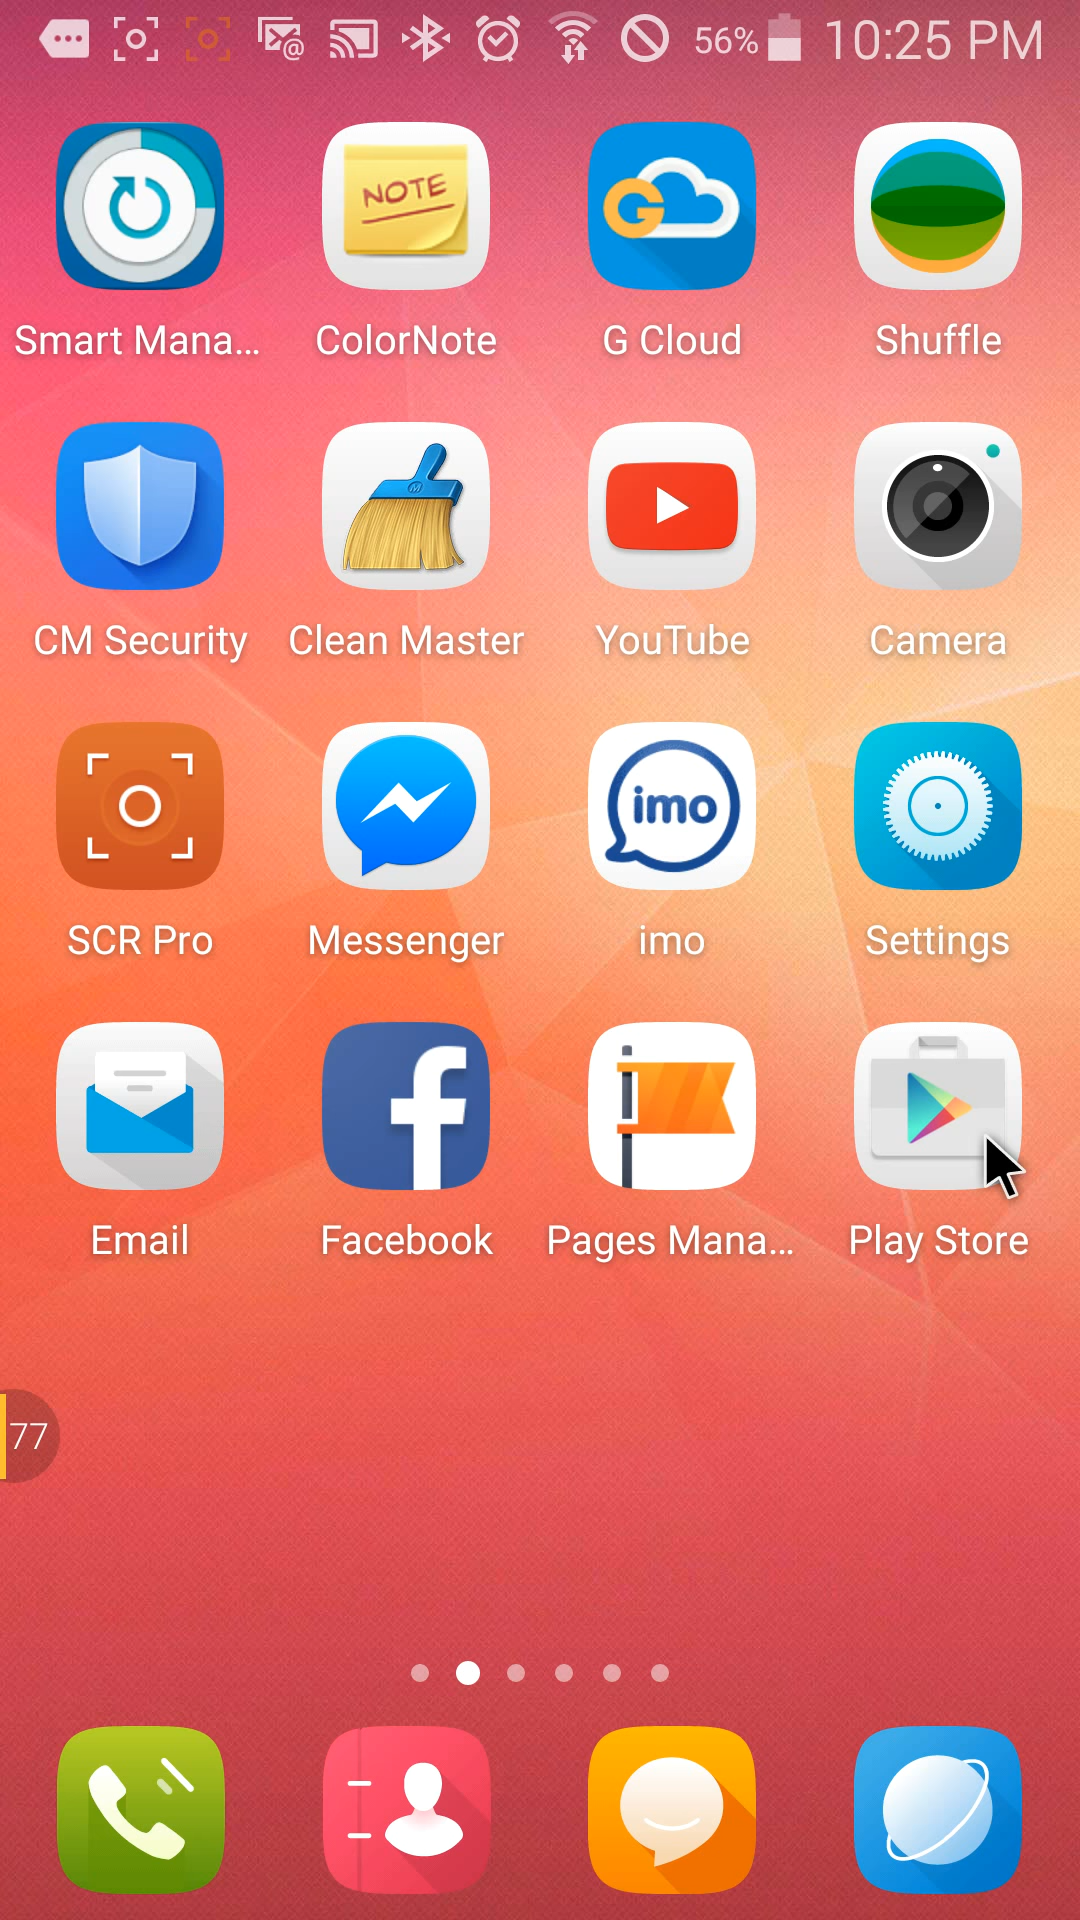 56% 10:25 PM
NOTE
G
Smart Mana... ColorNote G Cloud Shuffle
M
CM Security Clean Master YouTube Camera
imo
SCR Pro Messenger imo Settings
f
Email Facebook Pages Mana... Play Store
77